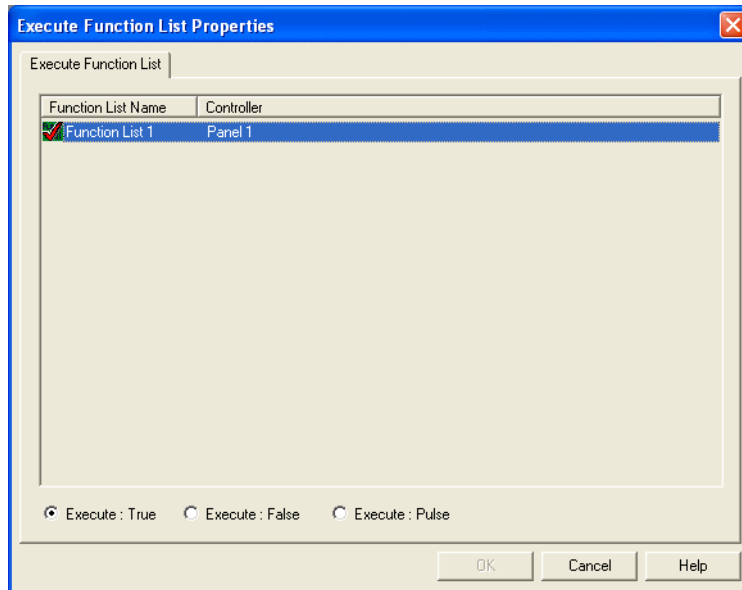 Execute Function List Properties
Execute Function List
Function List Name Controller
Function List 1 Panel 1
Execute : True Execute : False Execute : Pulse
OK Cancel Help